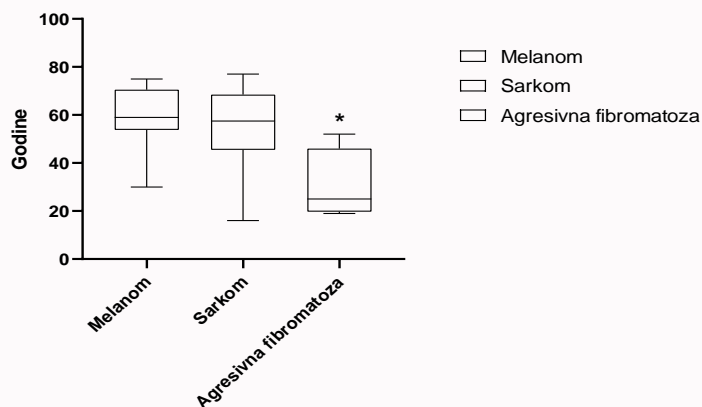 100
80
60
40
20
0
Godine
*
Melanom
Sarkom
Agresivna fibromatoza
Melanom
Sarkom
Agresivna fibromatoza